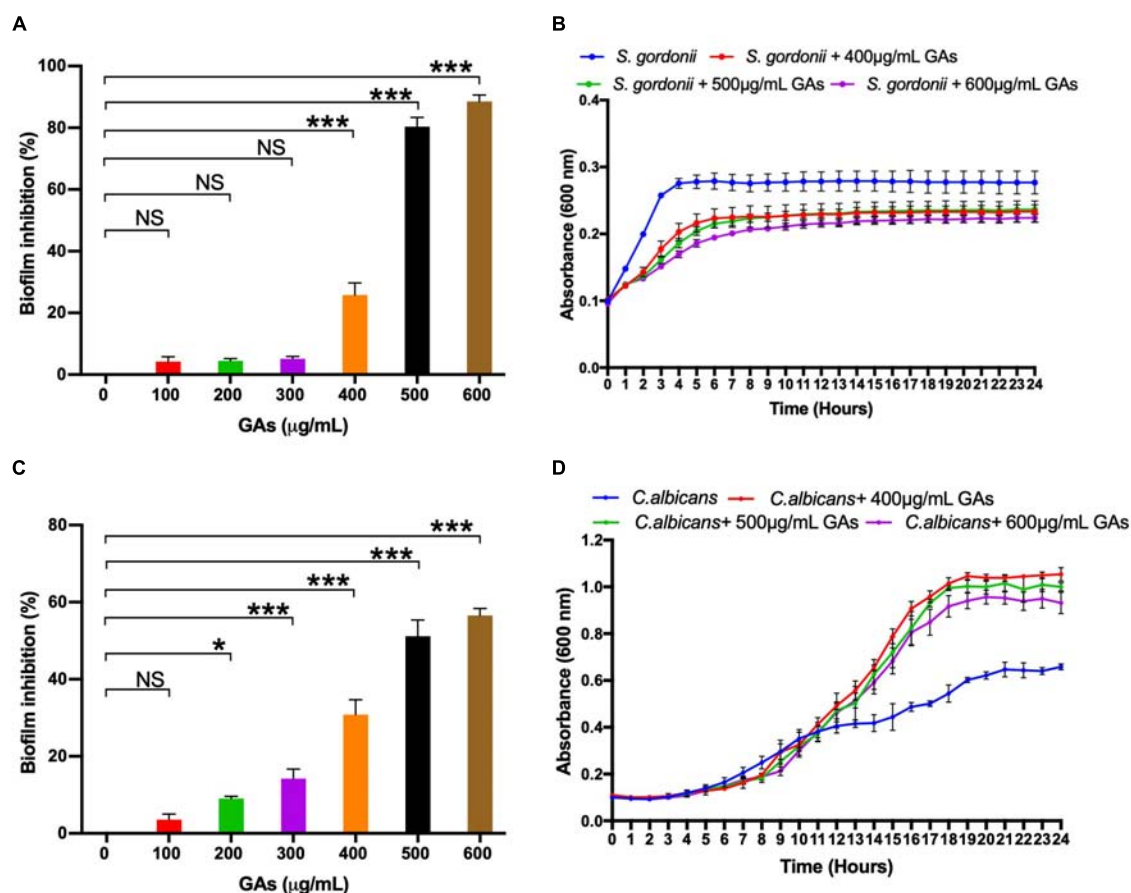 A
Biofilm inhibition (%)
100
80
60
40
20
0
***
***
***
NS
NS
NS
0 100 200 300 400 500 600
GAs (μg/mL)
B
S. gordonii S. gordonii + 400μg/mL GAs
S. gordonii + 500μg/mL GAs S. gordonii + 600μg/mL GAs
Absorbance (600 nm)
0.4
0.3
0.2
0.1
0.0
0 1 2 3 4 5 6 7 8 9 10 11 12 13 14 15 16 17 18 19 20 21 22 23 24
Time (Hours)
C
Biofilm inhibition (%)
80
60
40
20
0
***
***
***
***
*
NS
0 100 200 300 400 500 600
GAs (μg/mL)
D
C.albicans C.albicans+ 400μg/mL GAs
C.albicans+ 500μg/mL GAs C.albicans+ 600μg/mL GAs
Absorbance (600 nm)
1.2
1.0
0.8
0.6
0.4
0.2
0.0
0 1 2 3 4 5 6 7 8 9 10 11 12 13 14 15 16 17 18 19 20 21 22 23 24
Time (Hours)